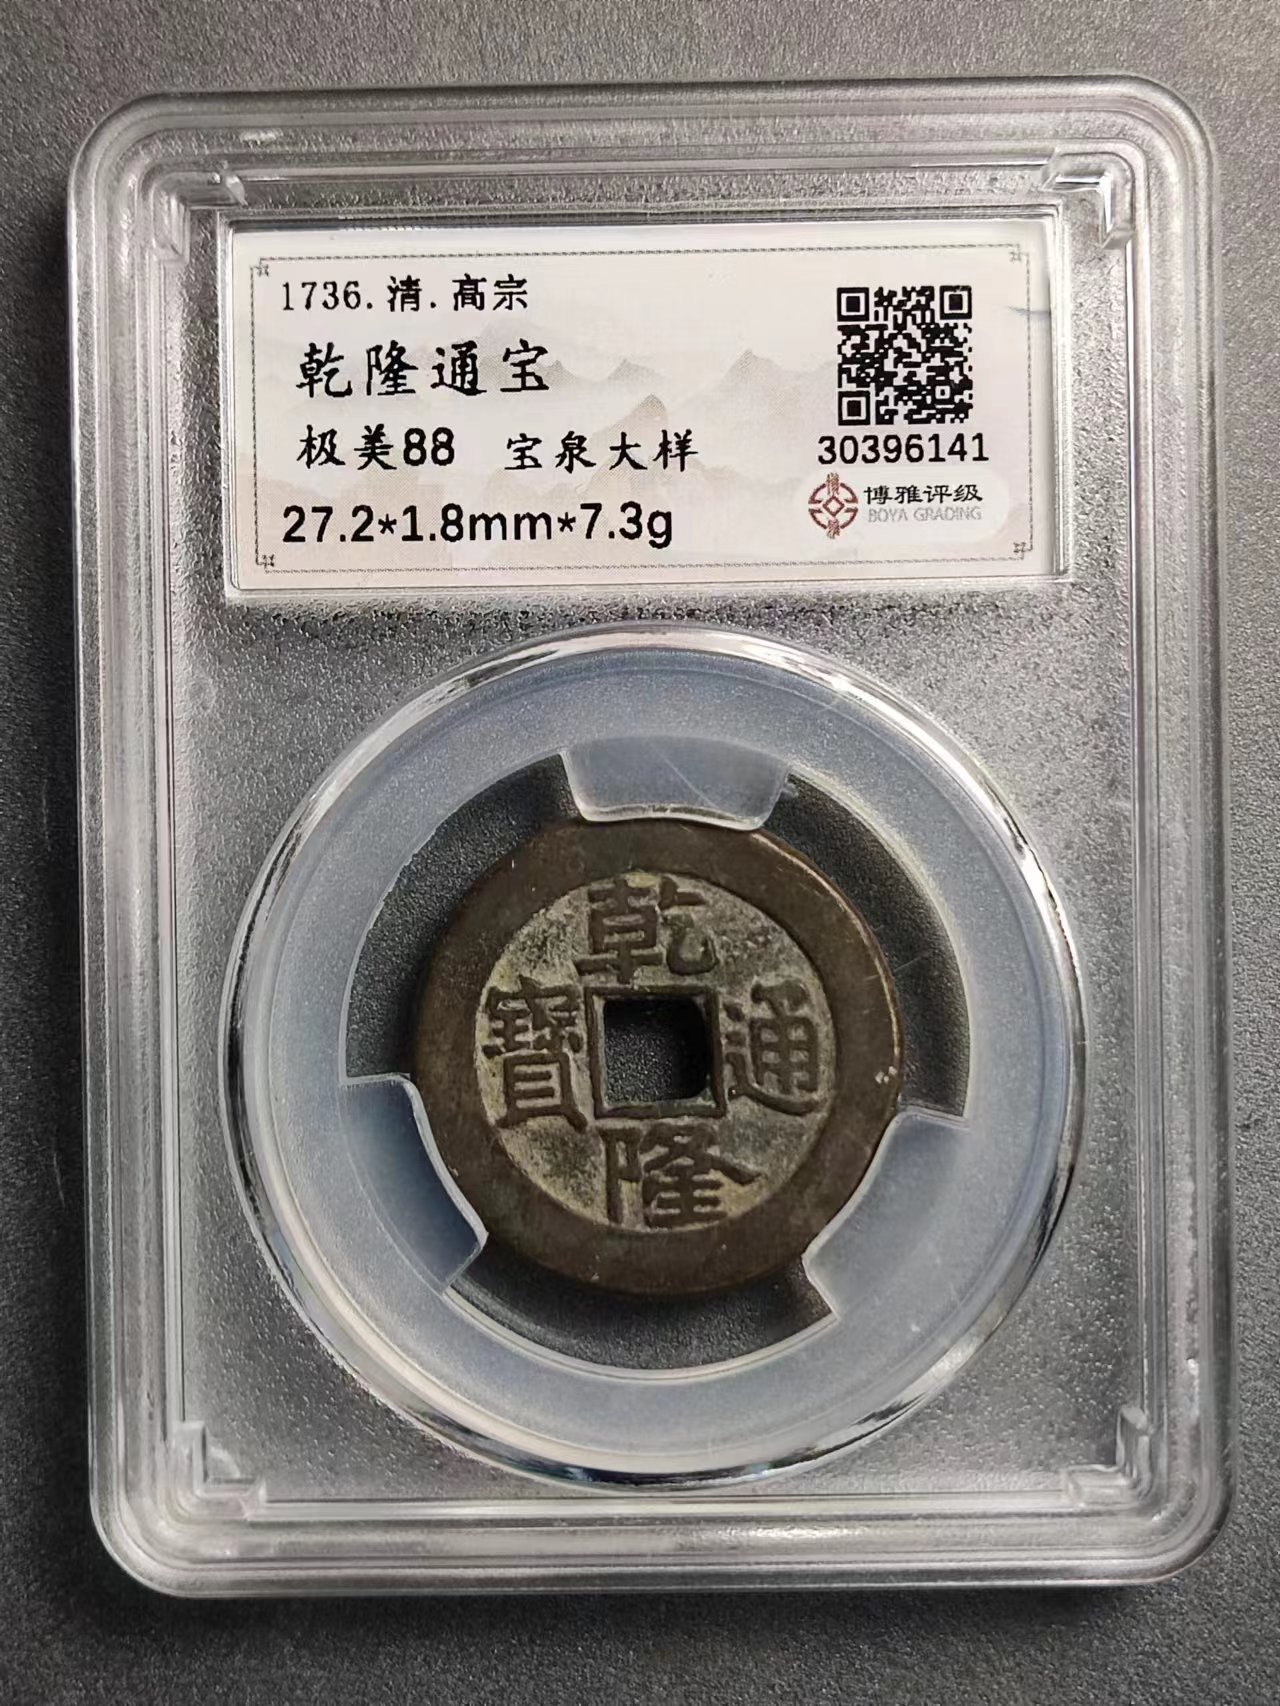 1736.清.高宗
乾隆通宝
极美88 宝泉大样
27.2*1.8mm*7.3g
30396141
博雅评级
BOYA GRADING
乾
寶 通
隆